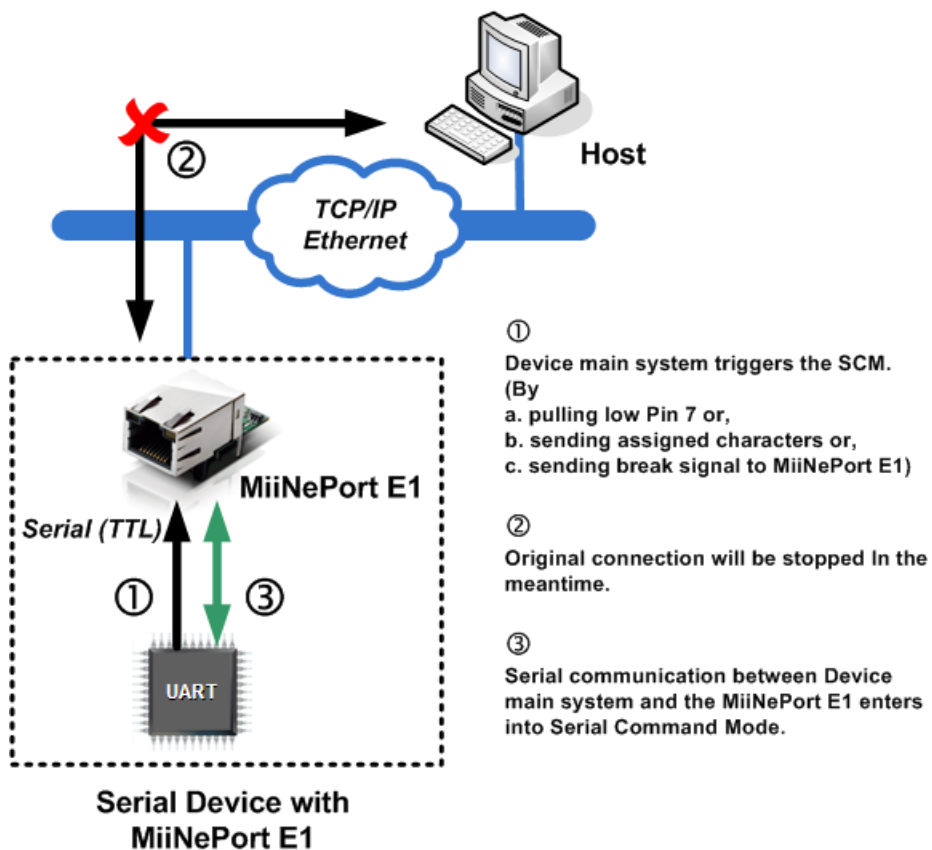 ②
Host
TCP/IP
Ethernet
①
Device main system triggers the SCM.
(By
a. pulling low Pin 7 or,
b. sending assigned characters or,
c. sending break signal to MiiNePort E1)
MiiNePort E1
Serial (TTL)
②
Original connection will be stopped In the
meantime.
①
③
UART
③
Serial communication between Device
main system and the MiiNePort E1 enters
into Serial Command Mode.
Serial Device with
MiiNePort E1